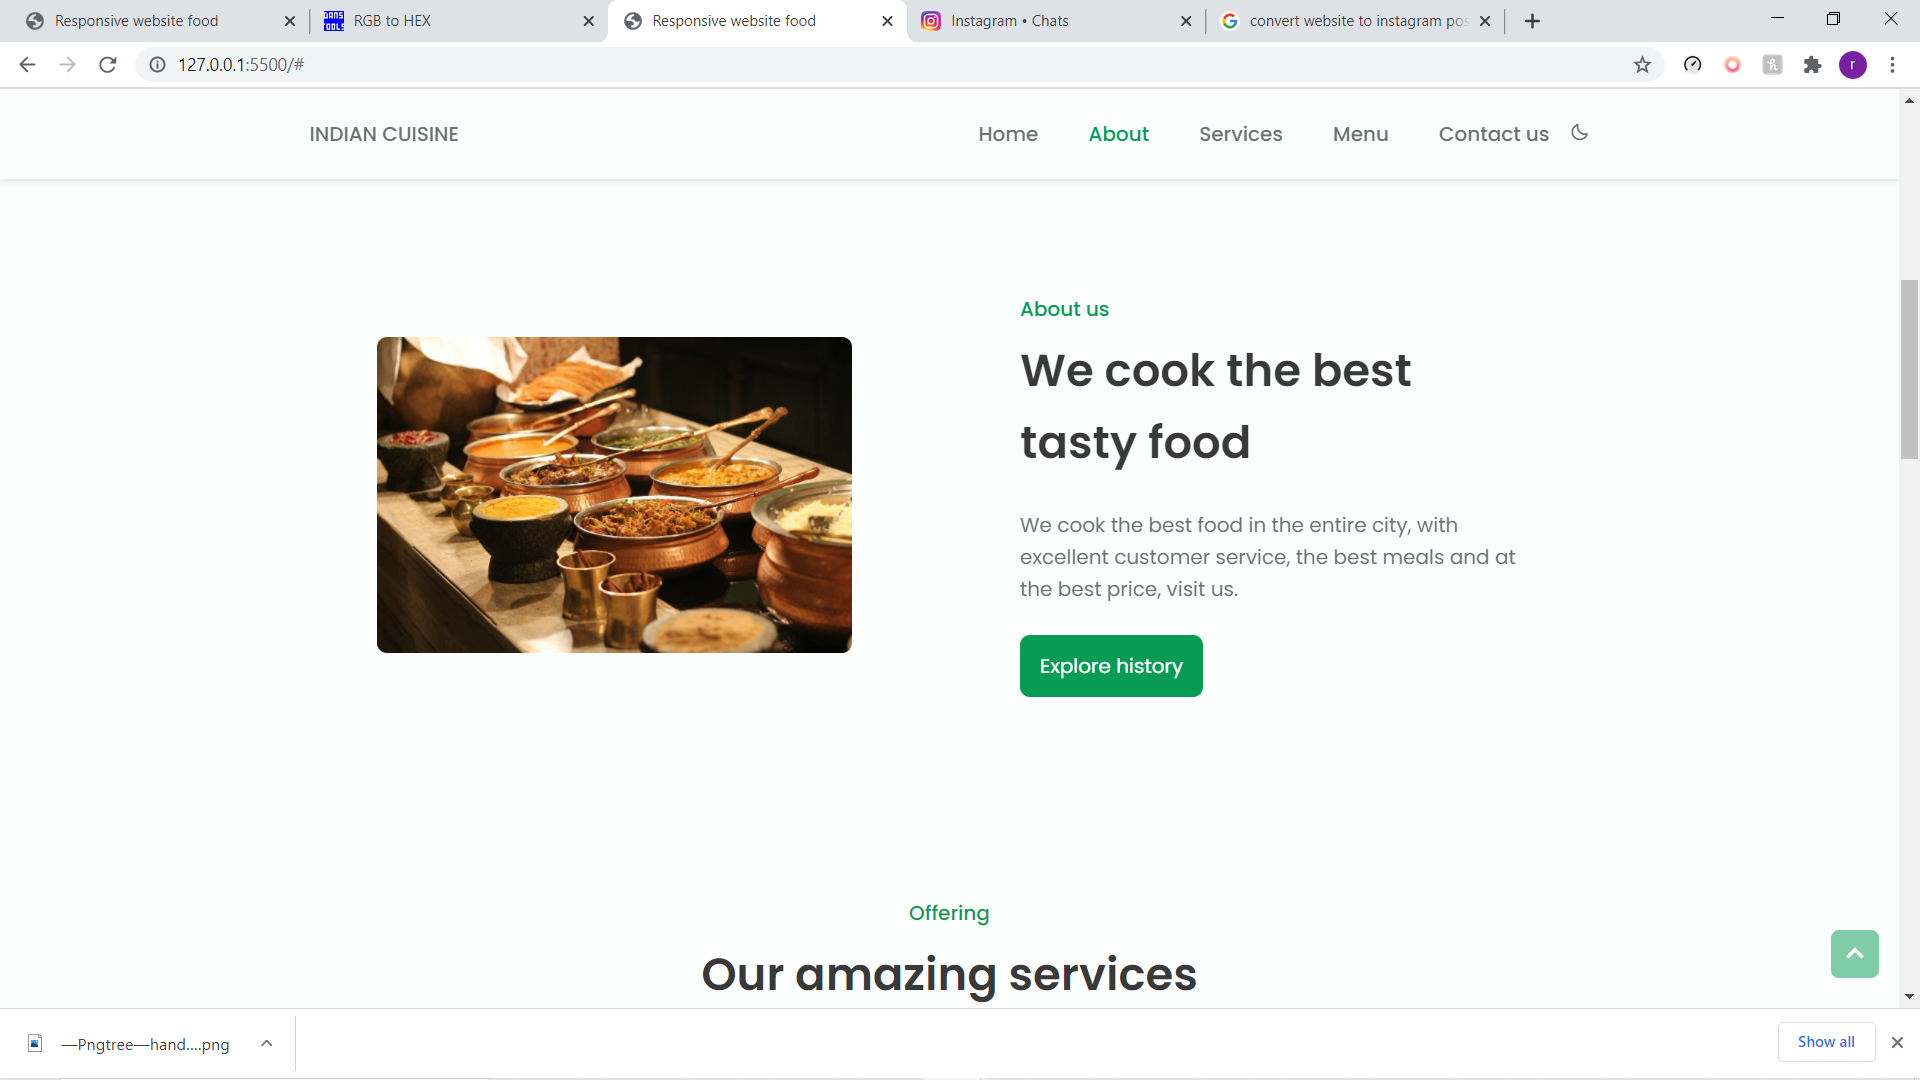 Responsive website food
DANS TOOLS
RGB to HEX
Responsive website food
Instagram • Chats
convert website to instagram pos
127.0.0.1:5500/#
r
INDIAN CUISINE
Home
About
Services
Menu
Contact us
About us
We cook the best
tasty food
We cook the best food in the entire city, with
excellent customer service, the best meals and at
the best price, visit us.
Explore history
Offering
Our amazing services
—Pngtree—hand....png
Show all